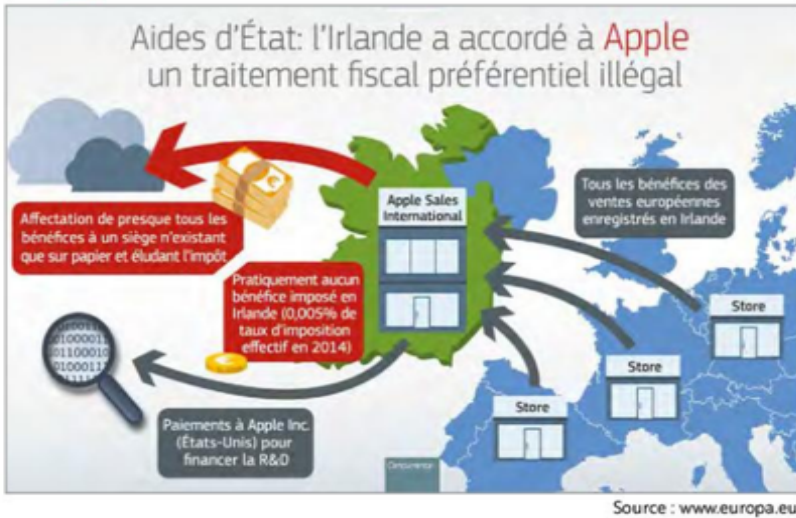 Aides d'État: l'Irlande a accordé à Apple
un traitement fiscal préférentiel illégal
Affectation de presque tous les
bénéfices à un siège n'existant
que sur papier et éludant l'impôt
Apple Sales
International
Tous les bénéfices des
ventes européennes
enregistrés en Irlande
Pratiquement aucun
bénéfice imposé en
Irlande (0,005% de
taux d'imposition
effectif en 2014)
Store
Store
Store
Paiements à Apple Inc.
(États-Unis) pour
financer la R&D
Concurrence
Source : www.europa.eu